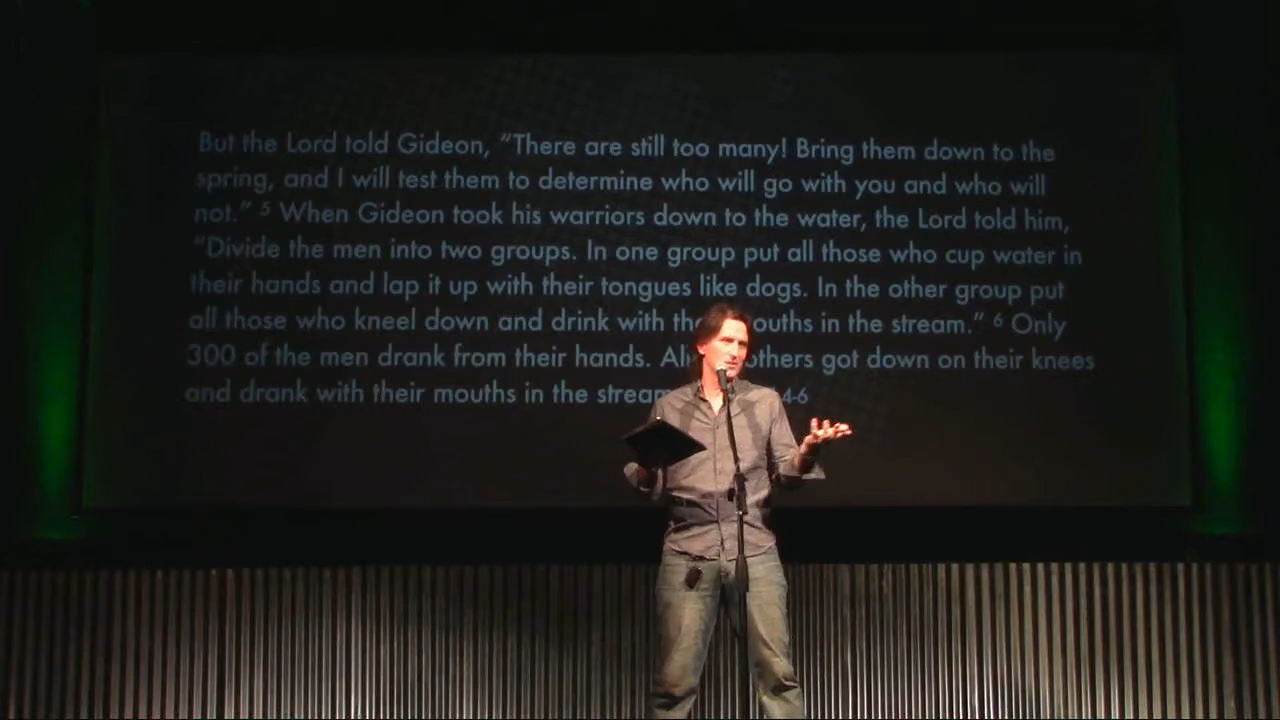 But the Lord told Gideon, “There are still too many! Bring them down to the
spring, and I will test them to determine who will go with you and who will
not.” ⁵ When Gideon took his warriors down to the water, the Lord told him,
“Divide the men into two groups. In one group put all those who cup water in
their hands and lap it up with their tongues like dogs. In the other group put
all those who kneel down and drink with ouths in the stream.” ⁶ Only
300 of the men drank from their hands. others got down on their knees
and drank with their mouths in the stream 4-6